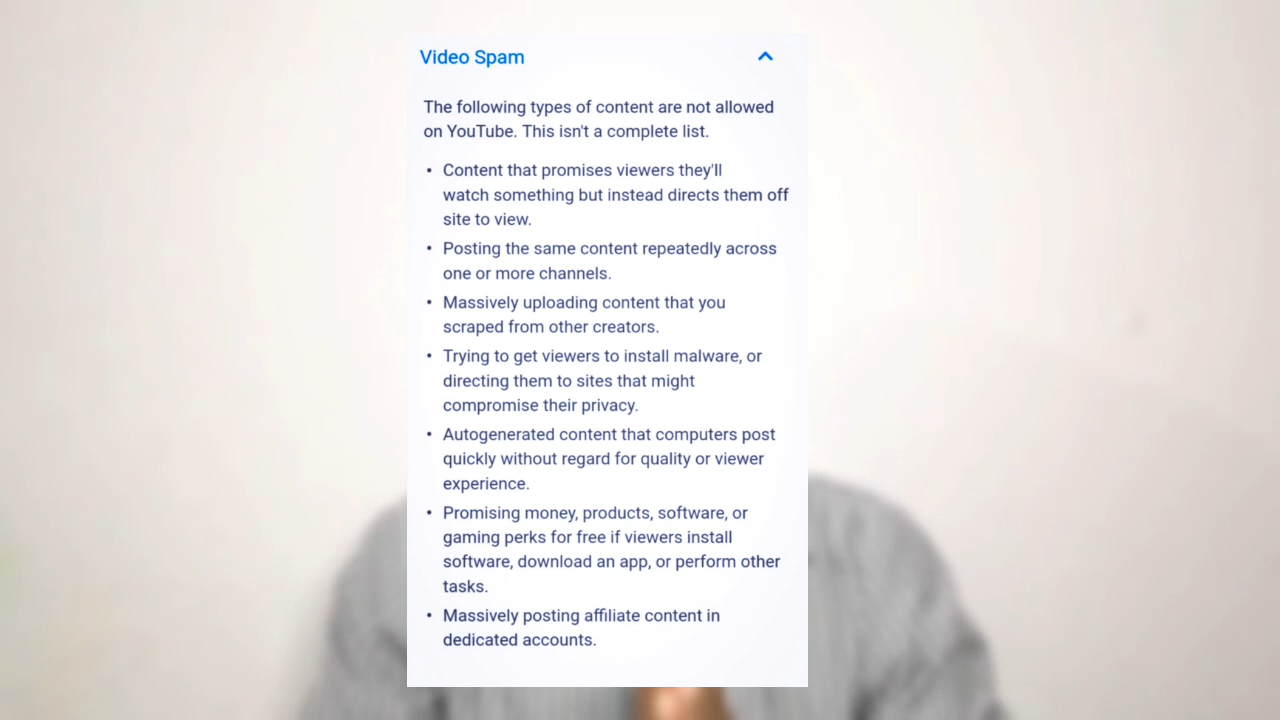 Video Spam
The following types of content are not allowed
on YouTube. This isn't a complete list.
• Content that promises viewers they'll
watch something but instead directs them off
site to view.
• Posting the same content repeatedly across
one or more channels.
• Massively uploading content that you
scraped from other creators.
• Trying to get viewers to install malware, or
directing them to sites that might
compromise their privacy.
• Autogenerated content that computers post
quickly without regard for quality or viewer
experience.
• Promising money, products, software, or
gaming perks for free if viewers install
software, download an app, or perform other
tasks.
• Massively posting affiliate content in
dedicated accounts.